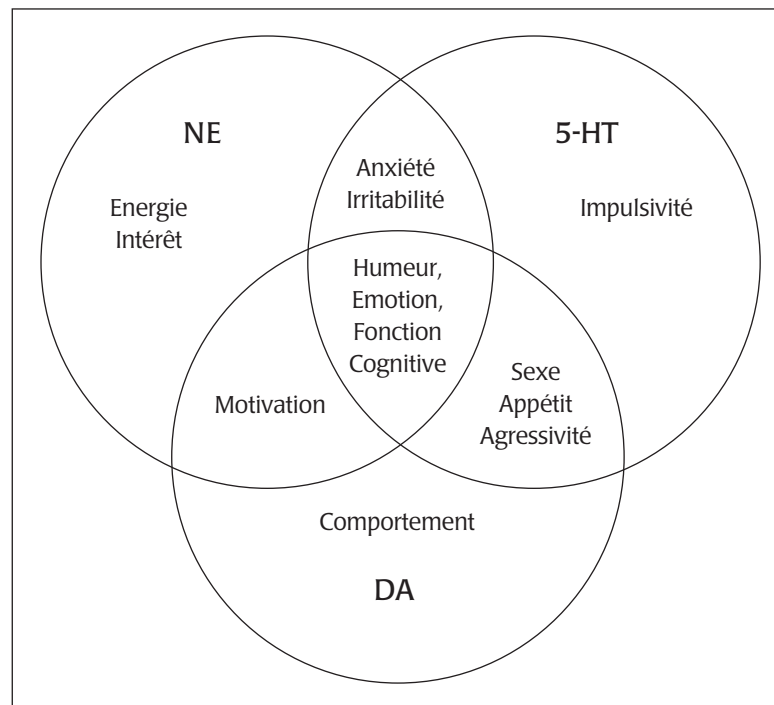 NE
5-HT
Anxiété
Irritabilité
Energie
Intérêt
Impulsivité
Humeur,
Emotion,
Fonction
Cognitive
Motivation
Sexe
Appétit
Agressivité
Comportement
DA